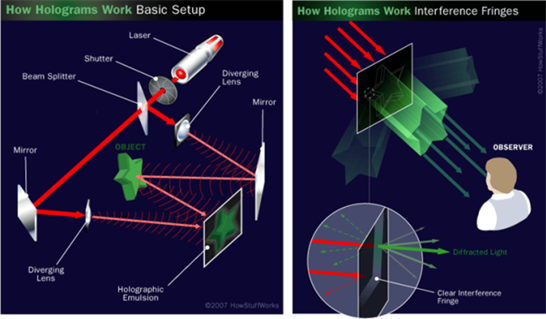 How Holograms Work Basic Setup
Laser
Shutter
Beam Splitter
Diverging
Lens
Mirror
OBJECT
Mirror
Diverging
Lens
Holographic
Emulsion
©2007 HowStuffWorks
How Holograms Work Interference Fringes
©2007 HowStuffWorks
OBSERVER
Diffracted Light
Clear Interference
Fringe